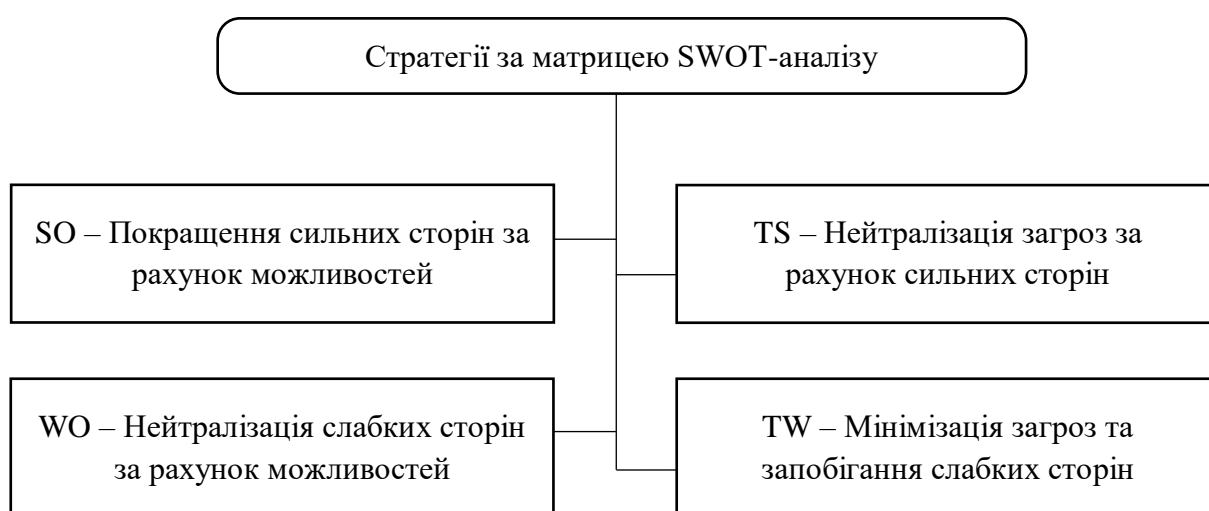 Стратегії за матрицею SWOT-аналізу
SO – Покращення сильних сторін за
рахунок можливостей
TS – Нейтралізація загроз за
рахунок сильних сторін
WO – Нейтралізація слабких сторін
за рахунок можливостей
TW – Мінімізація загроз та
запобігання слабких сторін